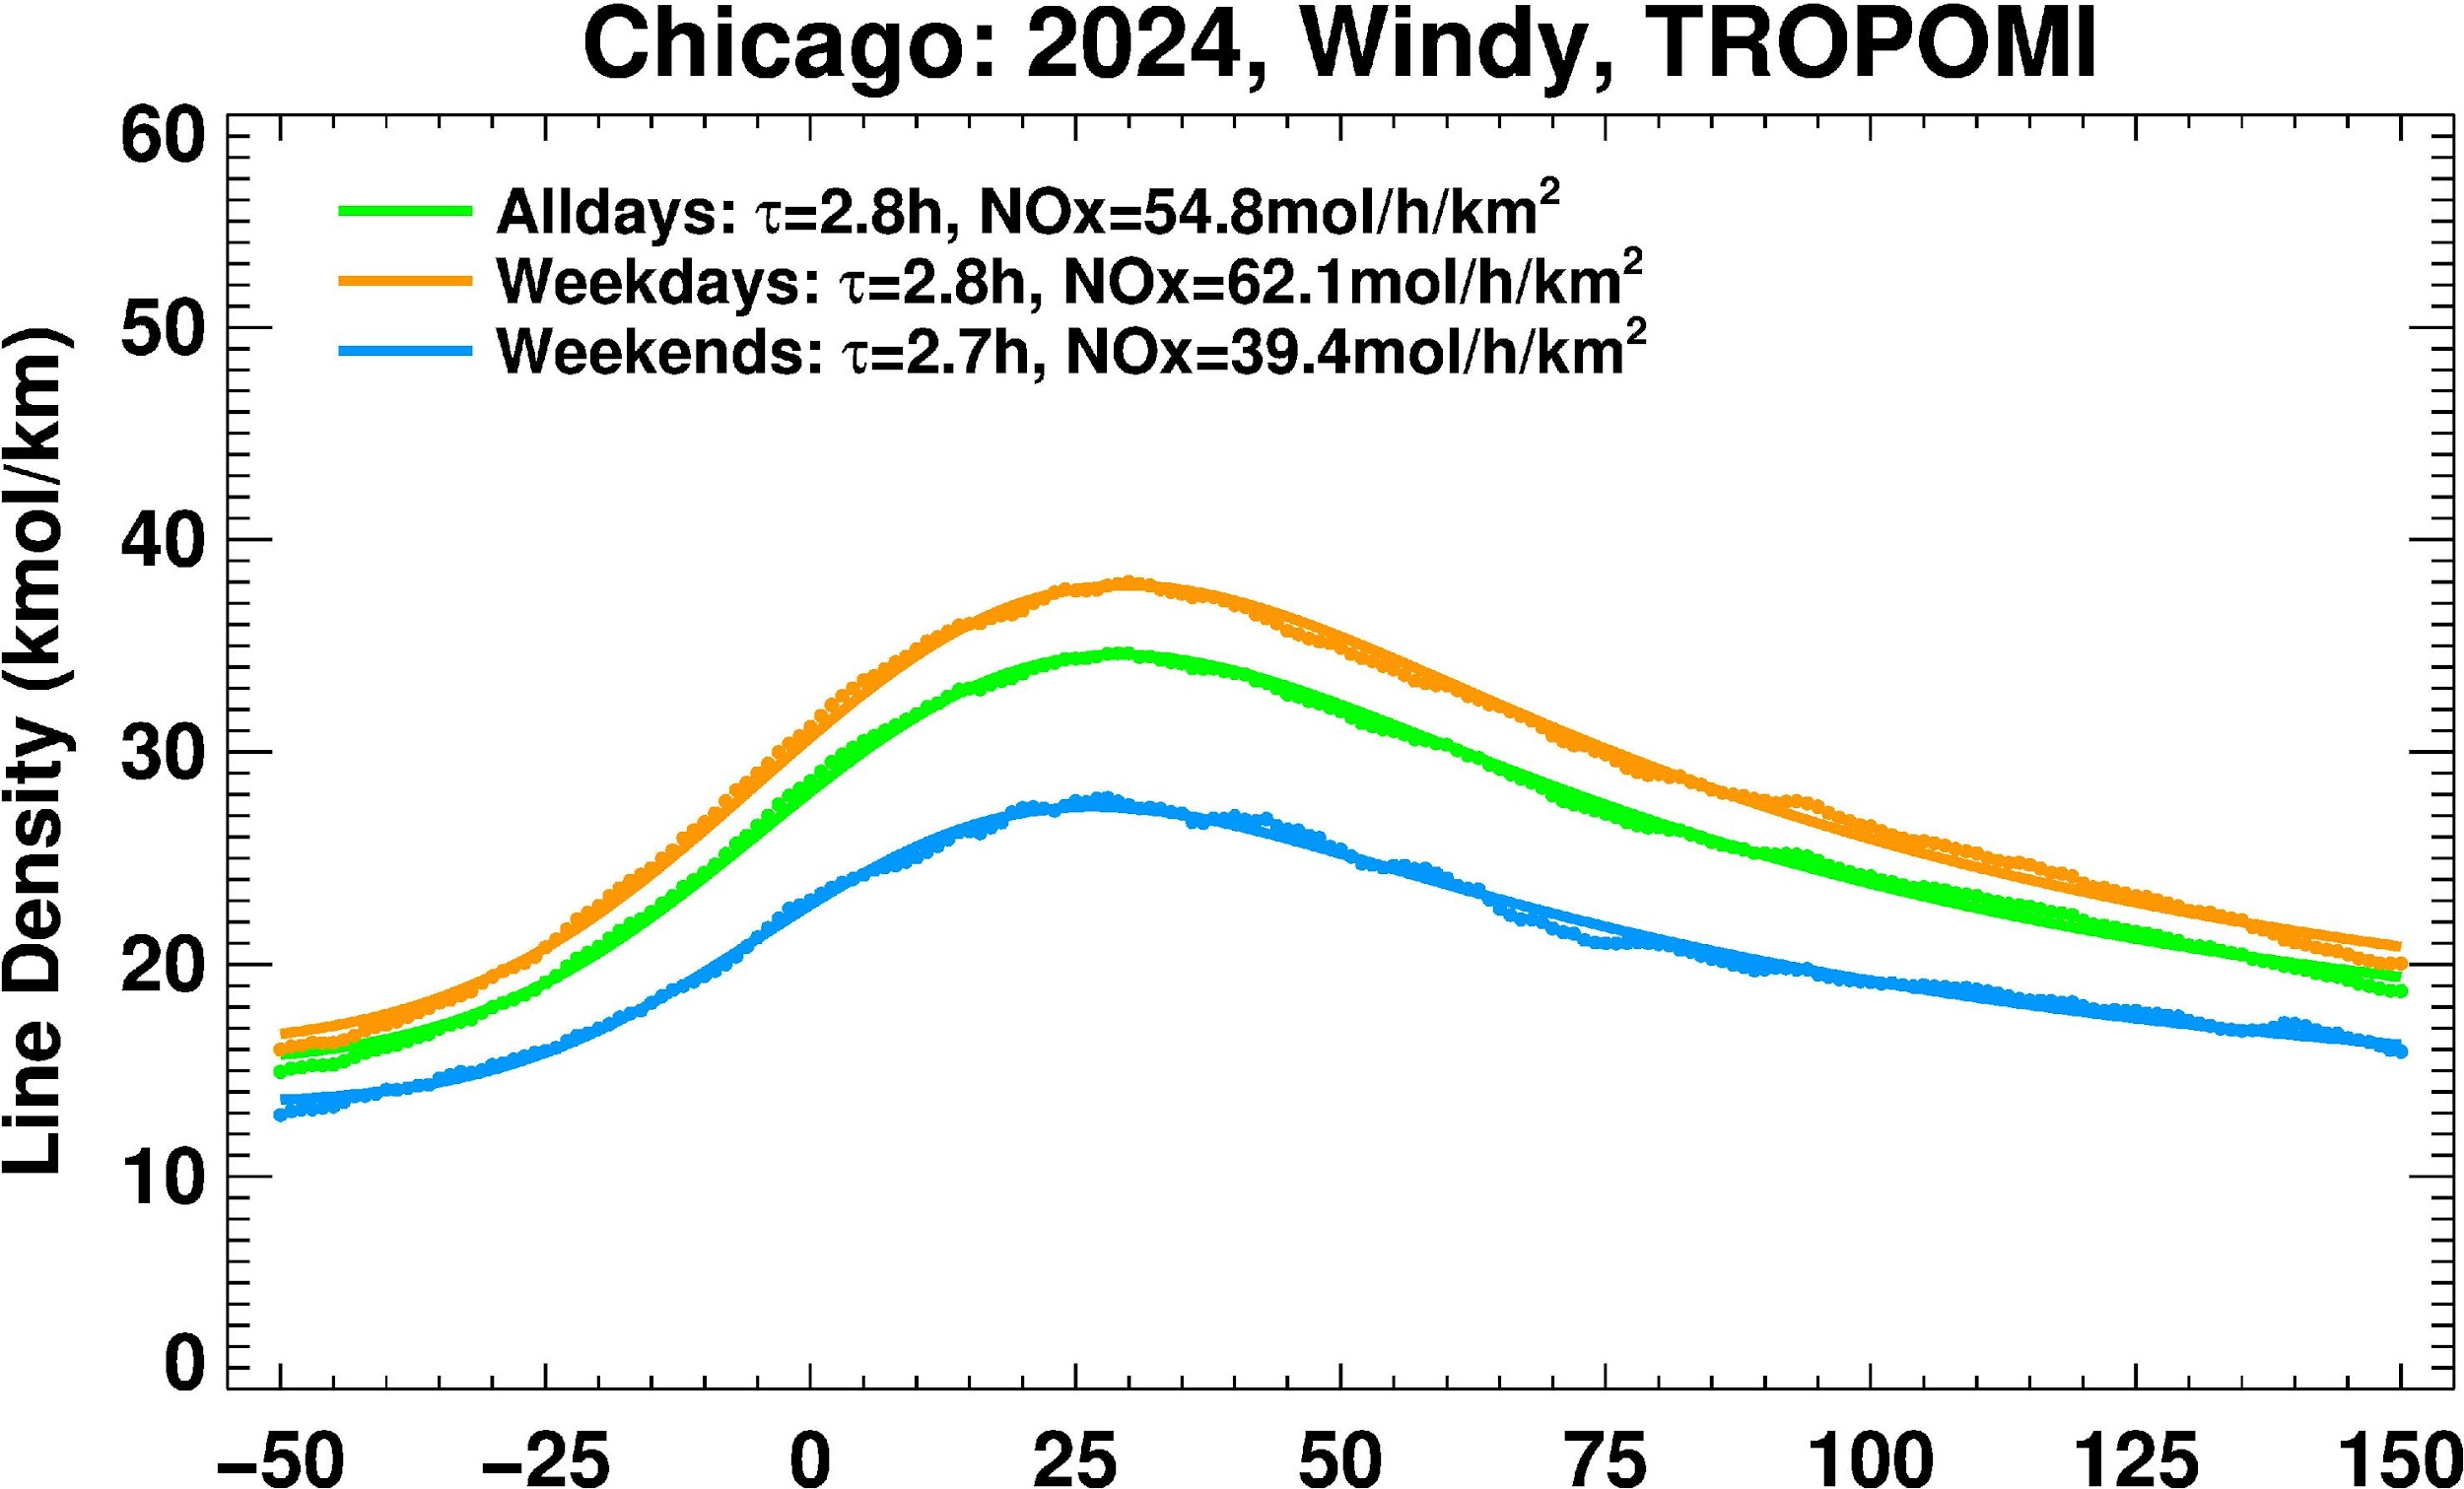 Chicago: 2024, Windy, TROPOMI
Line Density (kmol/km)
60
50
40
30
20
10
0
Alldays: τ=2.8h, NOx=54.8mol/h/km²
Weekdays: τ=2.8h, NOx=62.1mol/h/km²
Weekends: τ=2.7h, NOx=39.4mol/h/km²
−50 −25 0 25 50 75 100 125 150